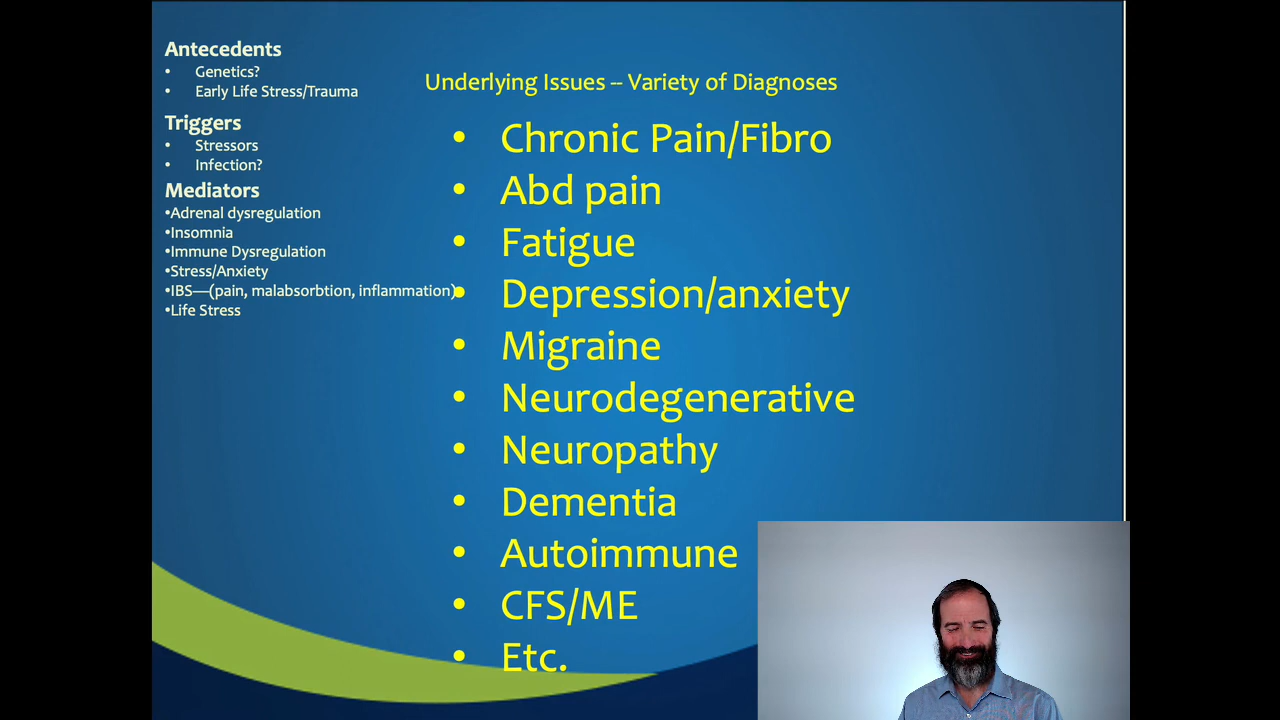 Antecedents
• Genetics?
• Early Life Stress/Trauma
Triggers
• Stressors
• Infection?
Mediators
•Adrenal dysregulation
•Insomnia
•Immune Dysregulation
•Stress/Anxiety
•IBS—(pain, malabsorbtion, inflammation)
•Life Stress
Underlying Issues -- Variety of Diagnoses
• Chronic Pain/Fibro
• Abd pain
• Fatigue
• Depression/anxiety
• Migraine
• Neurodegenerative
• Neuropathy
• Dementia
• Autoimmune
• CFS/ME
• Etc.